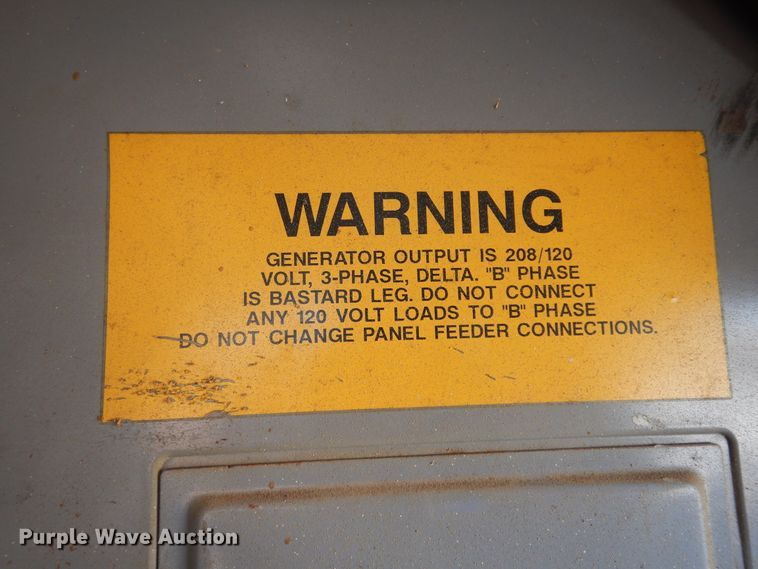 WARNING
GENERATOR OUTPUT IS 208/120
VOLT, 3-PHASE, DELTA. "B" PHASE
IS BASTARD LEG. DO NOT CONNECT
ANY 120 VOLT LOADS TO "B" PHASE
DO NOT CHANGE PANEL FEEDER CONNECTIONS.
Purple Wave Auction